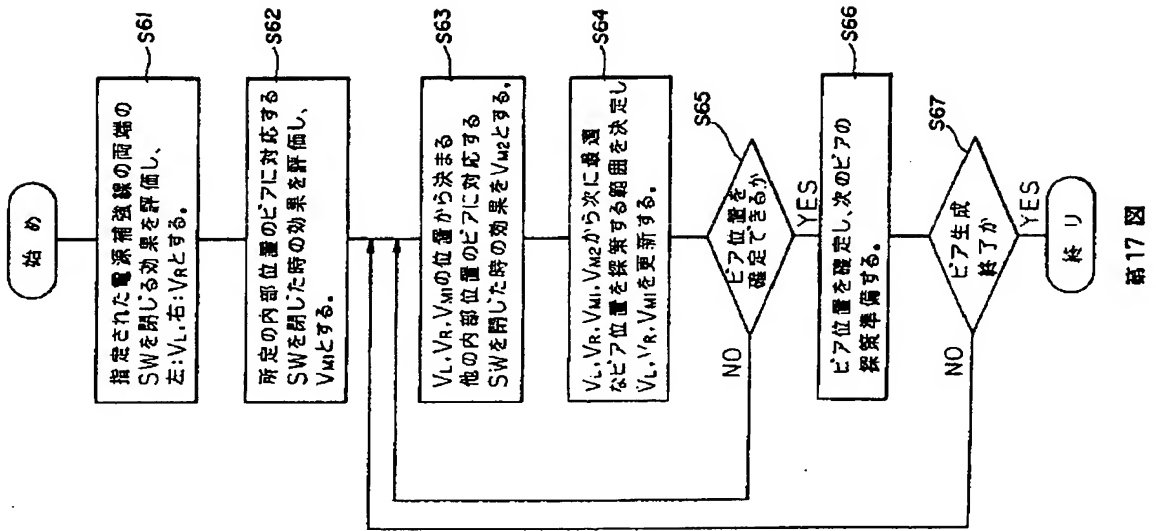 始 め
S61
指定された電源補強線の両端の
SWを閉じる効果を評価し、
左:VL,右:VRとする。
S62
所定の内部位置のビアに対応する
SWを閉じた時の効果を評価し、
VM1とする。
S63
VL,VR,VM1の位置から決まる
他の内部位置のビアに対応する
SWを閉じた時の効果をVM2とする。
S64
VL,VR,VM1,VM2から次に最適
なビア位置を探策する範囲を決定し
VL,VR,VM1を更新する。
S65
ビア位置を
確定できるか
NO
YES
S66
ビア位置を確定し、次のビアの
探策準備する。
S67
ビア生成
終了か
NO
YES
終 り
第17図